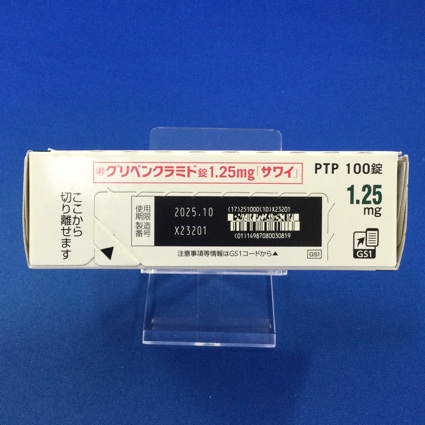 グリベンクラミド錠1.25mg「サワイ」
PTP 100錠
1.25
mg
ここから
切り離せます
使用
期限
2025.10
製造
番号
X23201
(17)251000(10)X23201
(01)14987080030819
注意事項等情報はGS1コードから▲
GS1
GS1